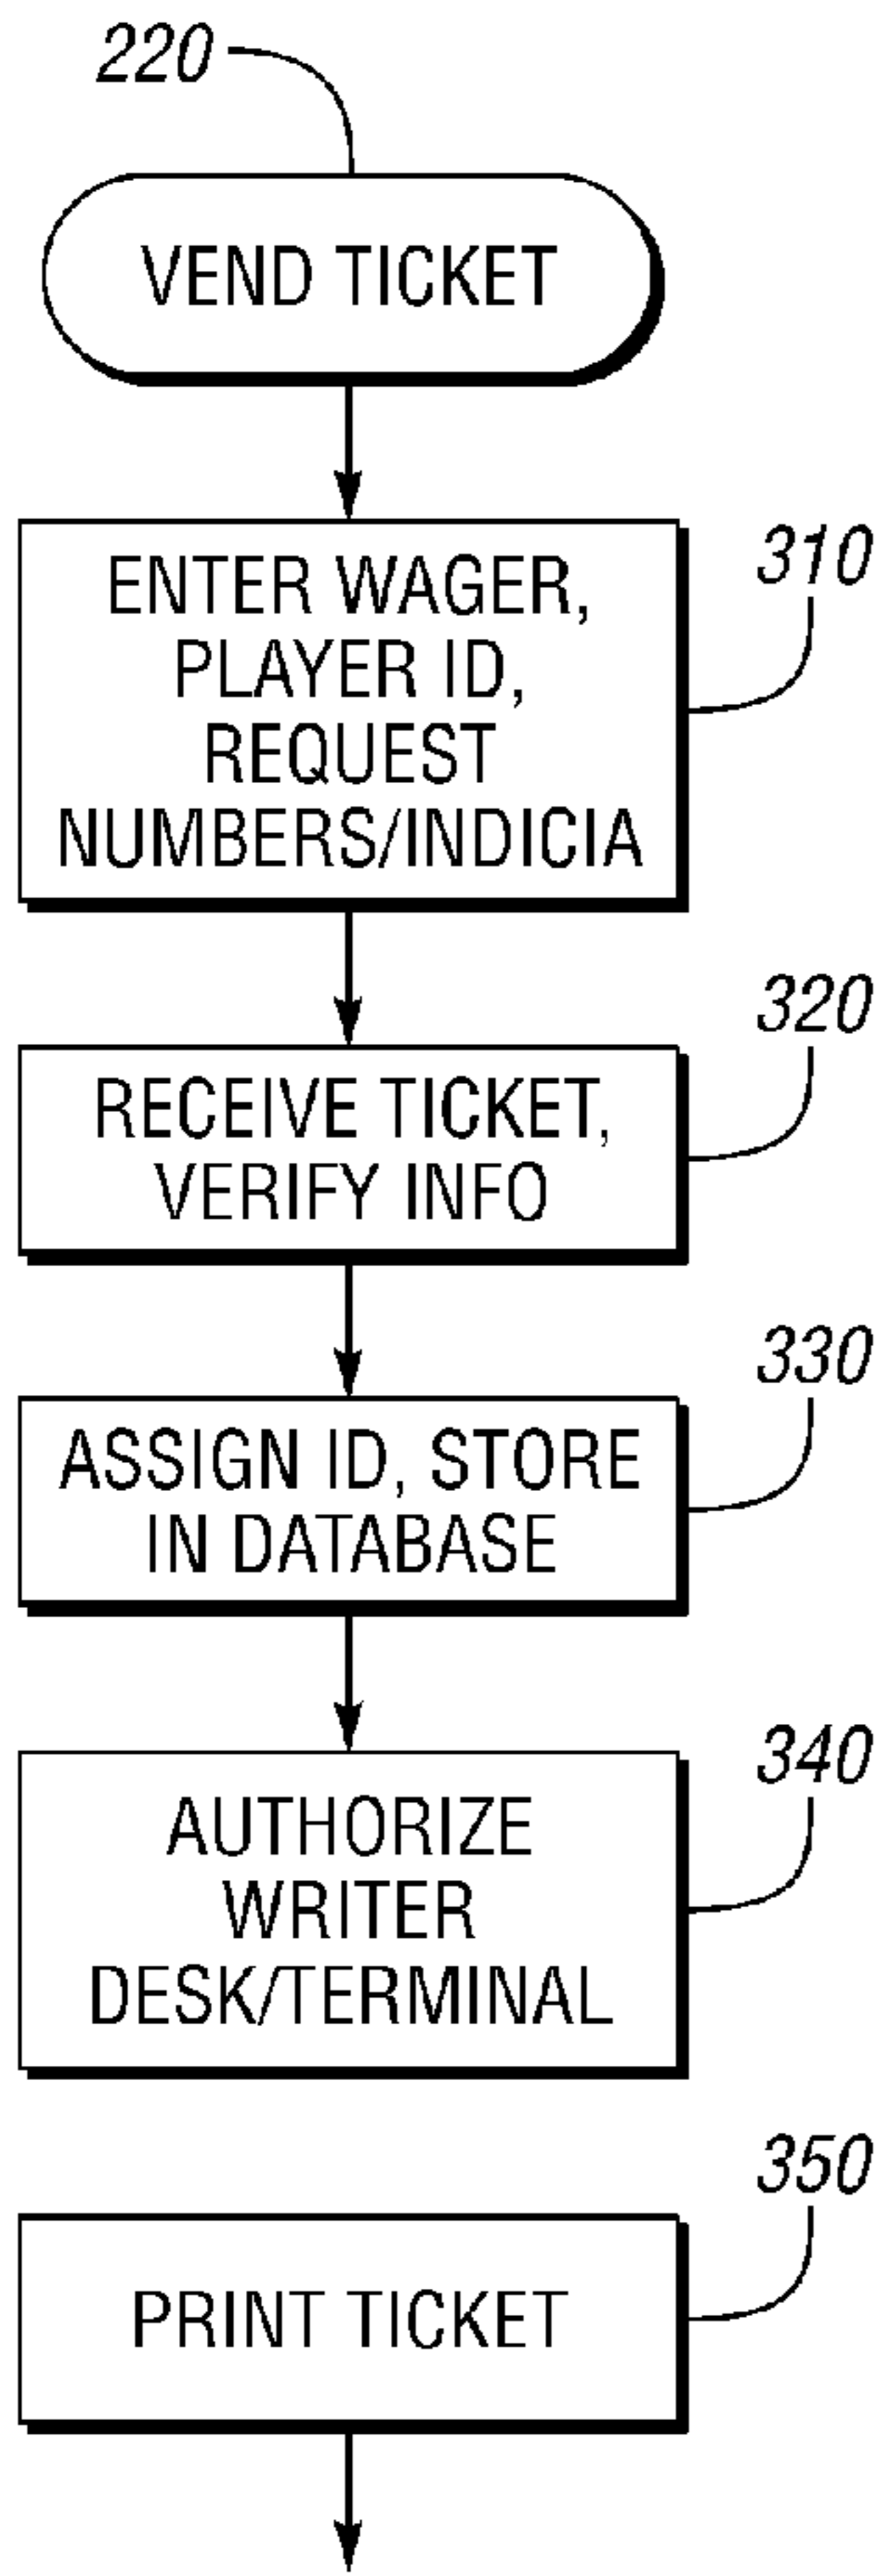 220
VEND TICKET
310
ENTER WAGER,
PLAYER ID,
REQUEST
NUMBERS/INDICIA
320
RECEIVE TICKET,
VERIFY INFO
330
ASSIGN ID, STORE
IN DATABASE
340
AUTHORIZE
WRITER
DESK/TERMINAL
350
PRINT TICKET